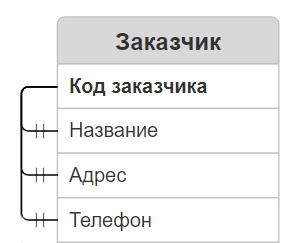 Заказчик
Код заказчика
Название
Адрес
Телефон